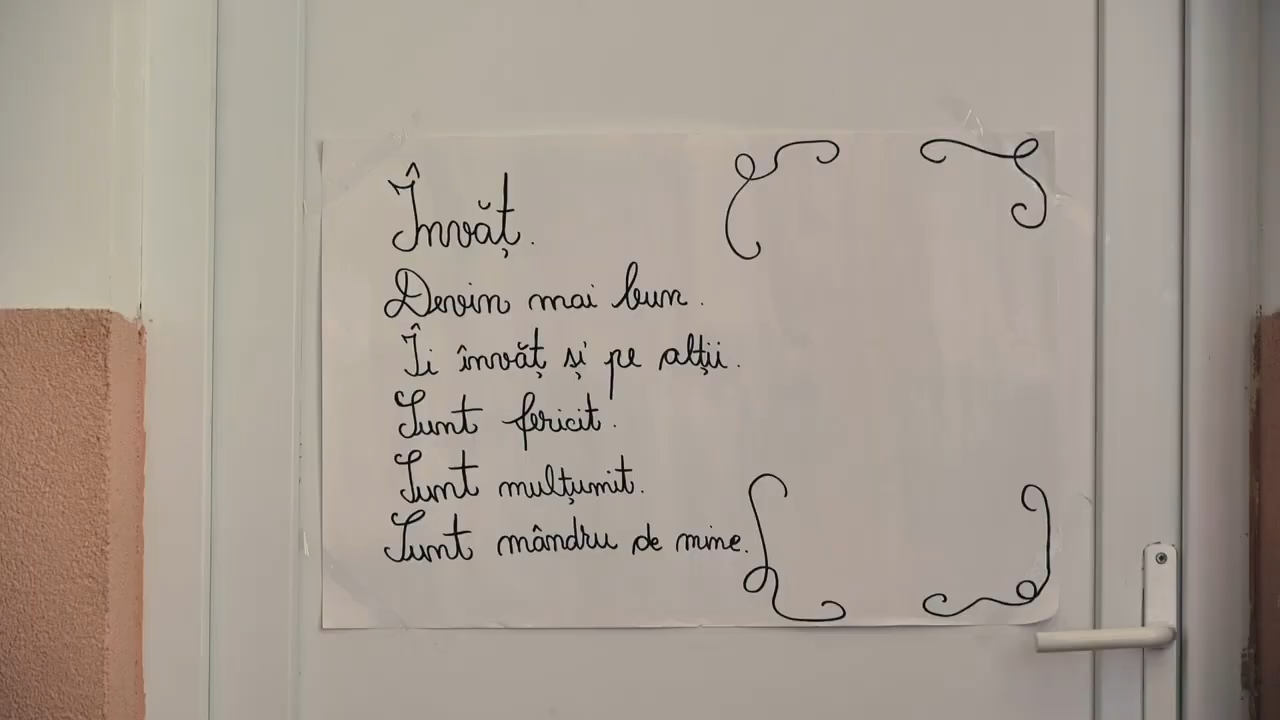 Învăț.
Devin mai bun.
Îi învăț și pe alții.
Sunt fericit.
Sunt mulțumit.
Sunt mândru de mine.